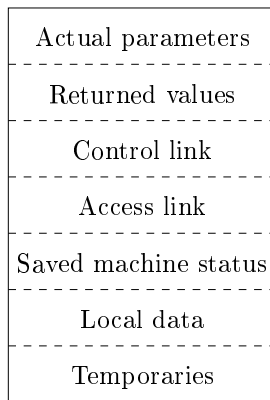 Actual parameters
Returned values
Control link
Access link
Saved machine status
Local data
Temporaries